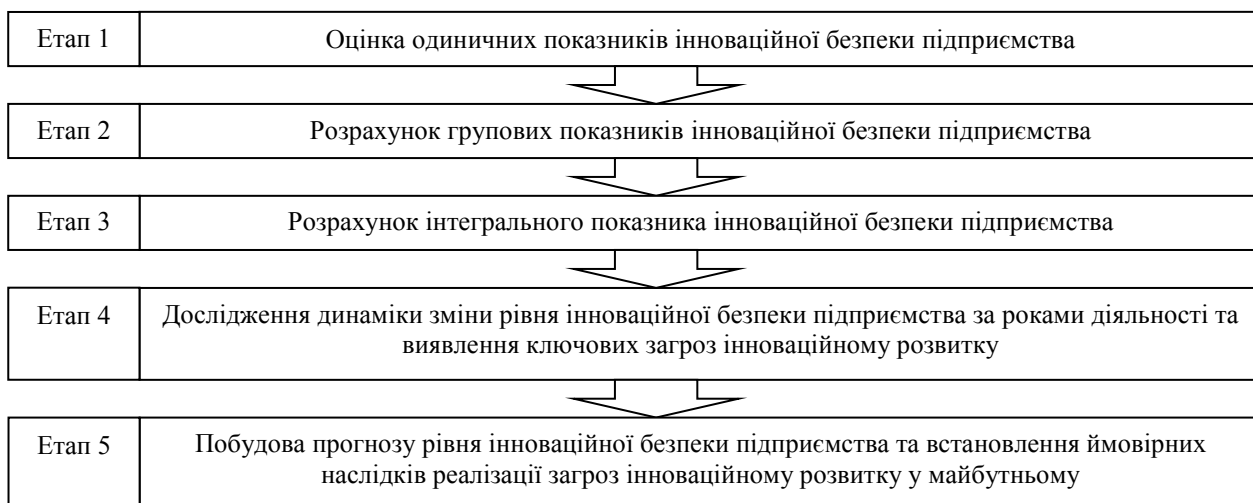 Етап 1
Оцінка одиничних показників інноваційної безпеки підприємства
Етап 2
Розрахунок групових показників інноваційної безпеки підприємства
Етап 3
Розрахунок інтегрального показника інноваційної безпеки підприємства
Етап 4
Дослідження динаміки зміни рівня інноваційної безпеки підприємства за роками діяльності та
виявлення ключових загроз інноваційному розвитку
Етап 5
Побудова прогнозу рівня інноваційної безпеки підприємства та встановлення ймовірних
наслідків реалізації загроз інноваційному розвитку у майбутньому